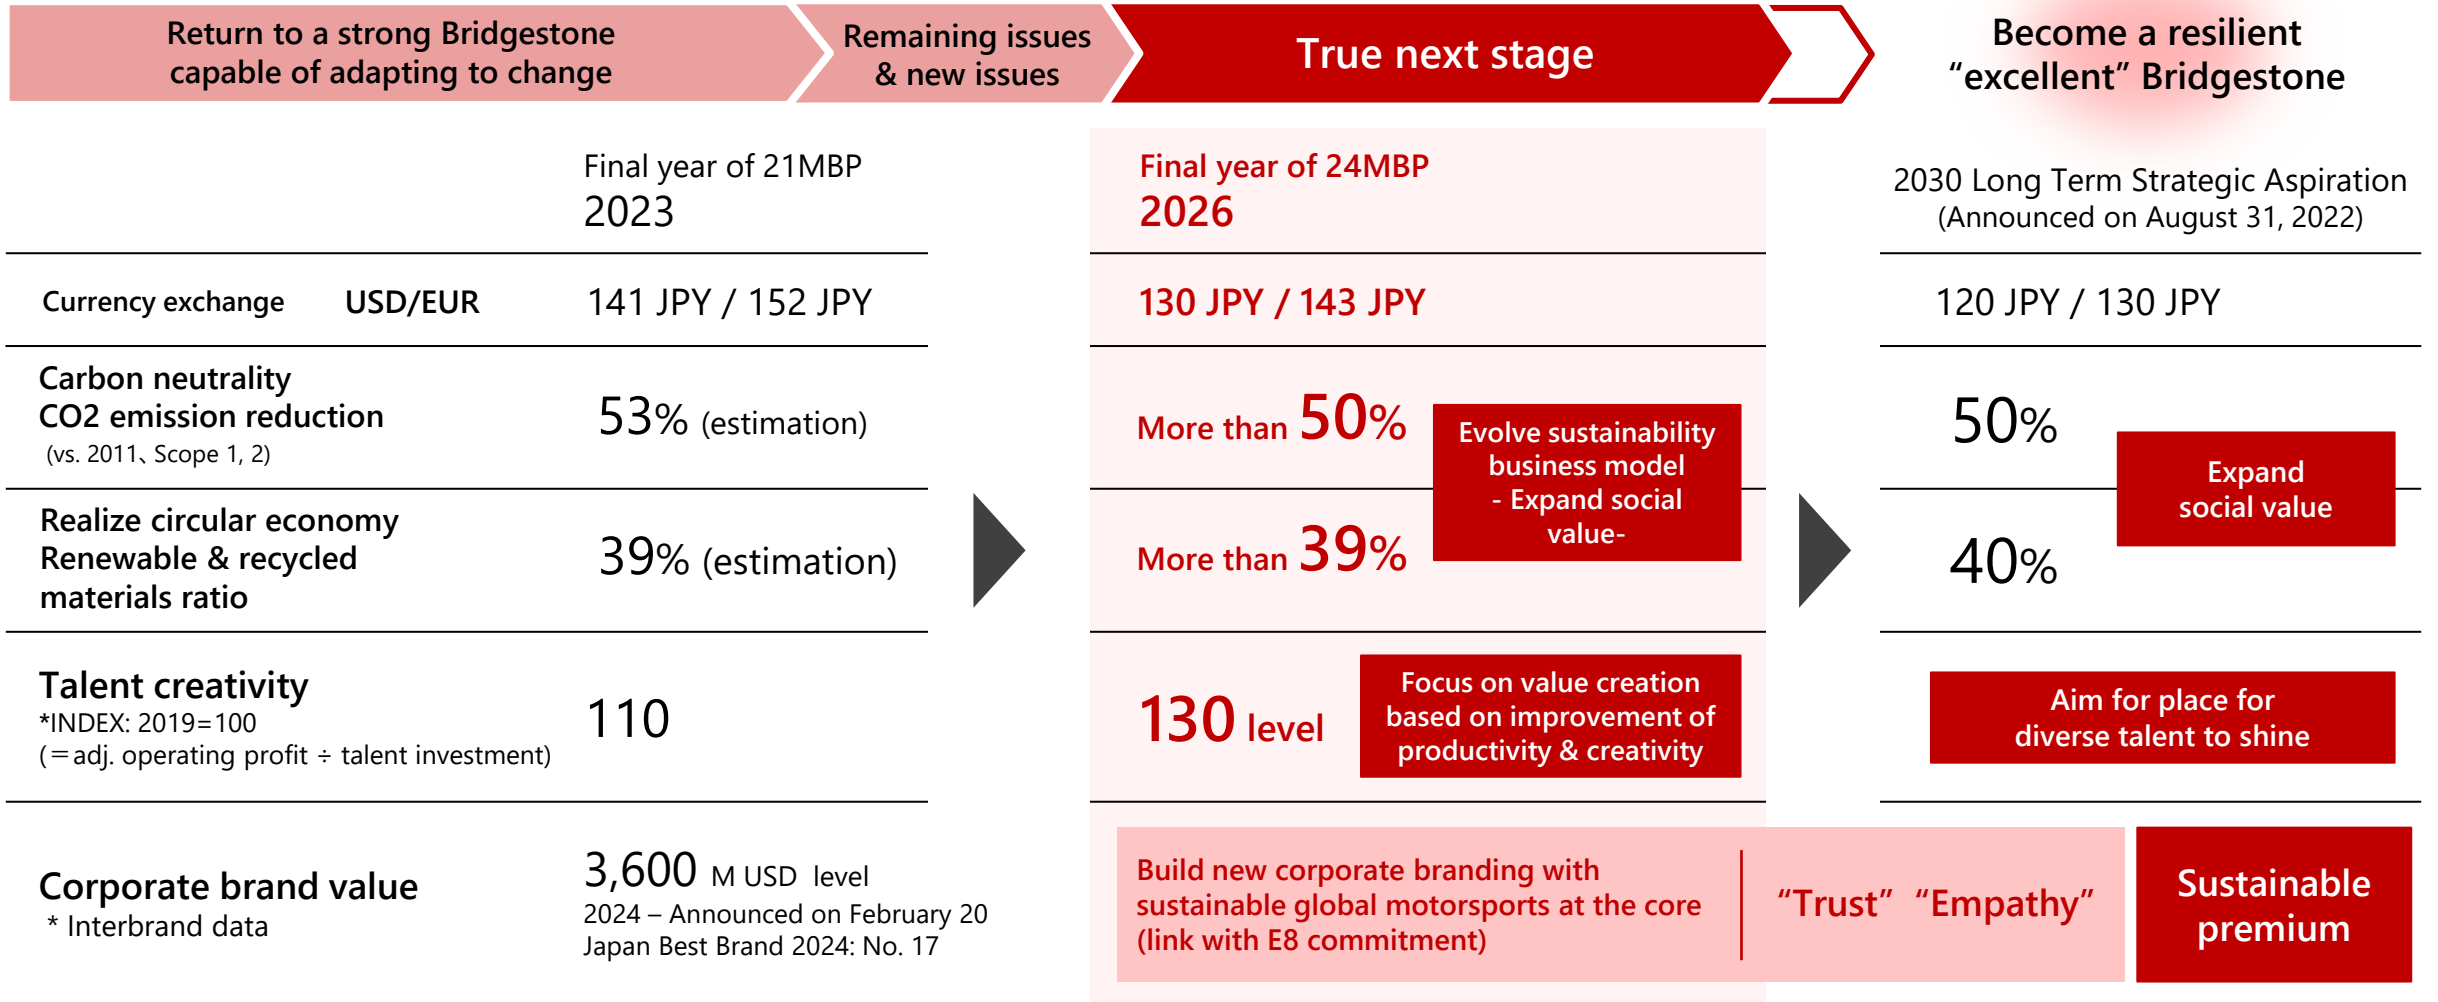 Return to a strong Bridgestone
capable of adapting to change
Remaining issues
& new issues
True next stage
Become a resilient
“excellent” Bridgestone
Final year of 21MBP
2023
Final year of 24MBP
2026
2030 Long Term Strategic Aspiration
(Announced on August 31, 2022)
Currency exchange USD/EUR 141 JPY / 152 JPY 130 JPY / 143 JPY 120 JPY / 130 JPY
Carbon neutrality
CO2 emission reduction
(vs. 2011、Scope 1, 2)
53% (estimation)
More than 50%
50%
Evolve sustainability
business model
- Expand social
value-
Expand
social value
Realize circular economy
Renewable & recycled
materials ratio
39% (estimation)
More than 39%
40%
Talent creativity
*INDEX: 2019=100
(＝adj. operating profit ÷ talent investment)
110
130 level
Focus on value creation
based on improvement of
productivity & creativity
Aim for place for
diverse talent to shine
Corporate brand value
* Interbrand data
3,600 M USD level
2024 – Announced on February 20
Japan Best Brand 2024: No. 17
Build new corporate branding with
sustainable global motorsports at the core
(link with E8 commitment)
“Trust” “Empathy”
Sustainable
premium